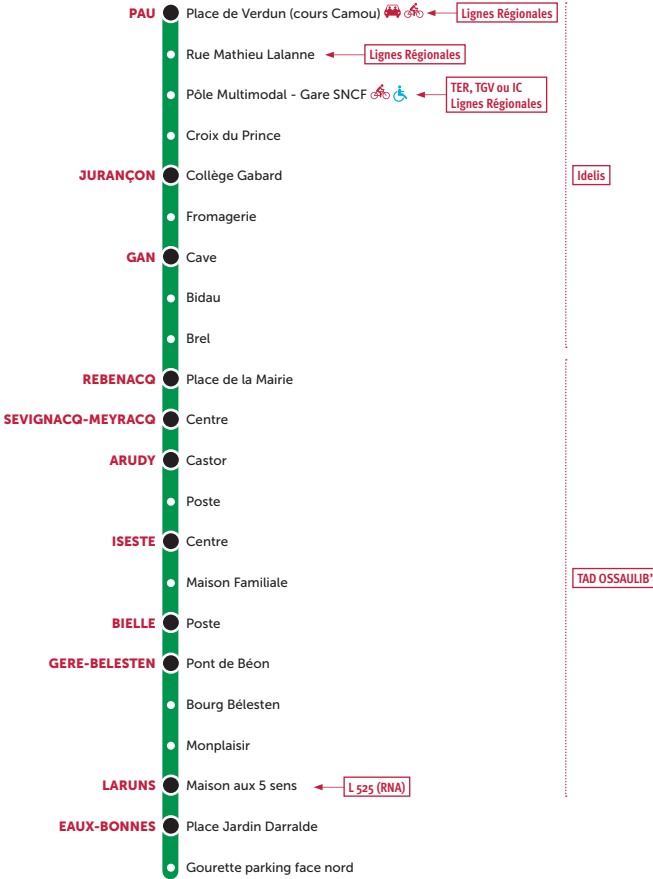 PAU Place de Verdun (cours Camou) Lignes Régionales
Rue Mathieu Lalanne Lignes Régionales
Pôle Multimodal - Gare SNCF TER, TGV ou IC
Lignes Régionales
Croix du Prince
JURANÇON Collège Gabard Idelis
Fromagerie
GAN Cave
Bidau
Brel
REBENACQ Place de la Mairie
SEVIGNACQ-MEYRACQ Centre
ARUDY Castor
Poste
ISESTE Centre
Maison Familiale TAD OSSAULIB'
BIELLE Poste
GERE-BELESTEN Pont de Béon
Bourg Bélesten
Monplaisir
LARUNS Maison aux 5 sens L 525 (RNA)
EAUX-BONNES Place Jardin Darralde
Gourette parking face nord